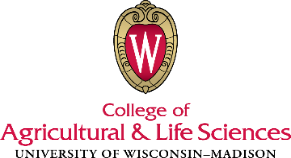 W
College of
Agricultural & Life Sciences
UNIVERSITY OF WISCONSIN–MADISON